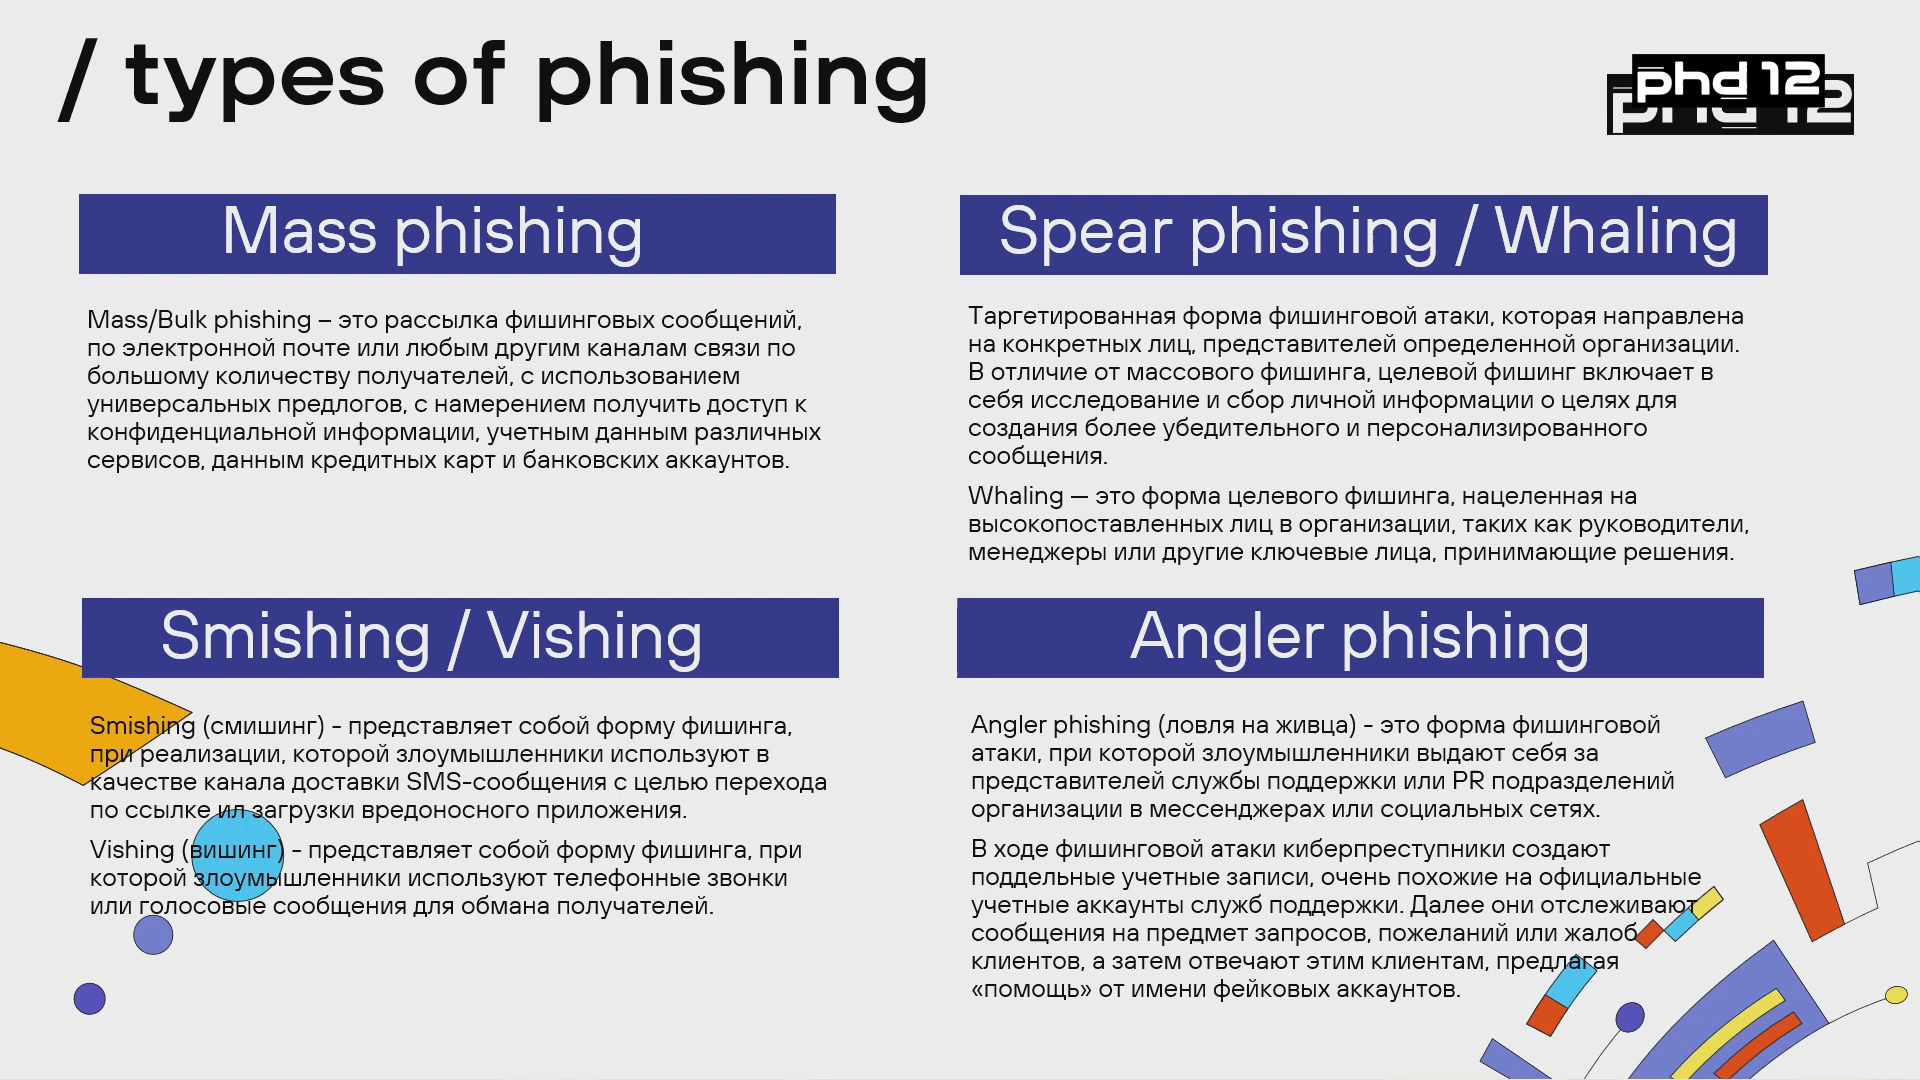 / types of phishing
phd 12
phd 12
Mass phishing
Mass/Bulk phishing – это рассылка фишинговых сообщений,
по электронной почте или любым другим каналам связи по
большому количеству получателей, с использованием
универсальных предлогов, с намерением получить доступ к
конфиденциальной информации, учетным данным различных
сервисов, данным кредитных карт и банковских аккаунтов.
Spear phishing / Whaling
Таргетированная форма фишинговой атаки, которая направлена
на конкретных лиц, представителей определенной организации.
В отличие от массового фишинга, целевой фишинг включает в
себя исследование и сбор личной информации о целях для
создания более убедительного и персонализированного
сообщения.
Whaling — это форма целевого фишинга, нацеленная на
высокопоставленных лиц в организации, таких как руководители,
менеджеры или другие ключевые лица, принимающие решения.
Smishing / Vishing
Smishing (смишинг) - представляет собой форму фишинга,
при реализации, которой злоумышленники используют в
качестве канала доставки SMS-сообщения с целью перехода
по ссылке ил загрузки вредоносного приложения.
Vishing (вишинг) - представляет собой форму фишинга, при
которой злоумышленники используют телефонные звонки
или голосовые сообщения для обмана получателей.
Angler phishing
Angler phishing (ловля на живца) - это форма фишинговой
атаки, при которой злоумышленники выдают себя за
представителей службы поддержки или PR подразделений
организации в мессенджерах или социальных сетях.
В ходе фишинговой атаки киберпреступники создают
поддельные учетные записи, очень похожие на официальные
учетные аккаунты служб поддержки. Далее они отслеживают
сообщения на предмет запросов, пожеланий или жалоб
клиентов, а затем отвечают этим клиентам, предлагая
«помощь» от имени фейковых аккаунтов.